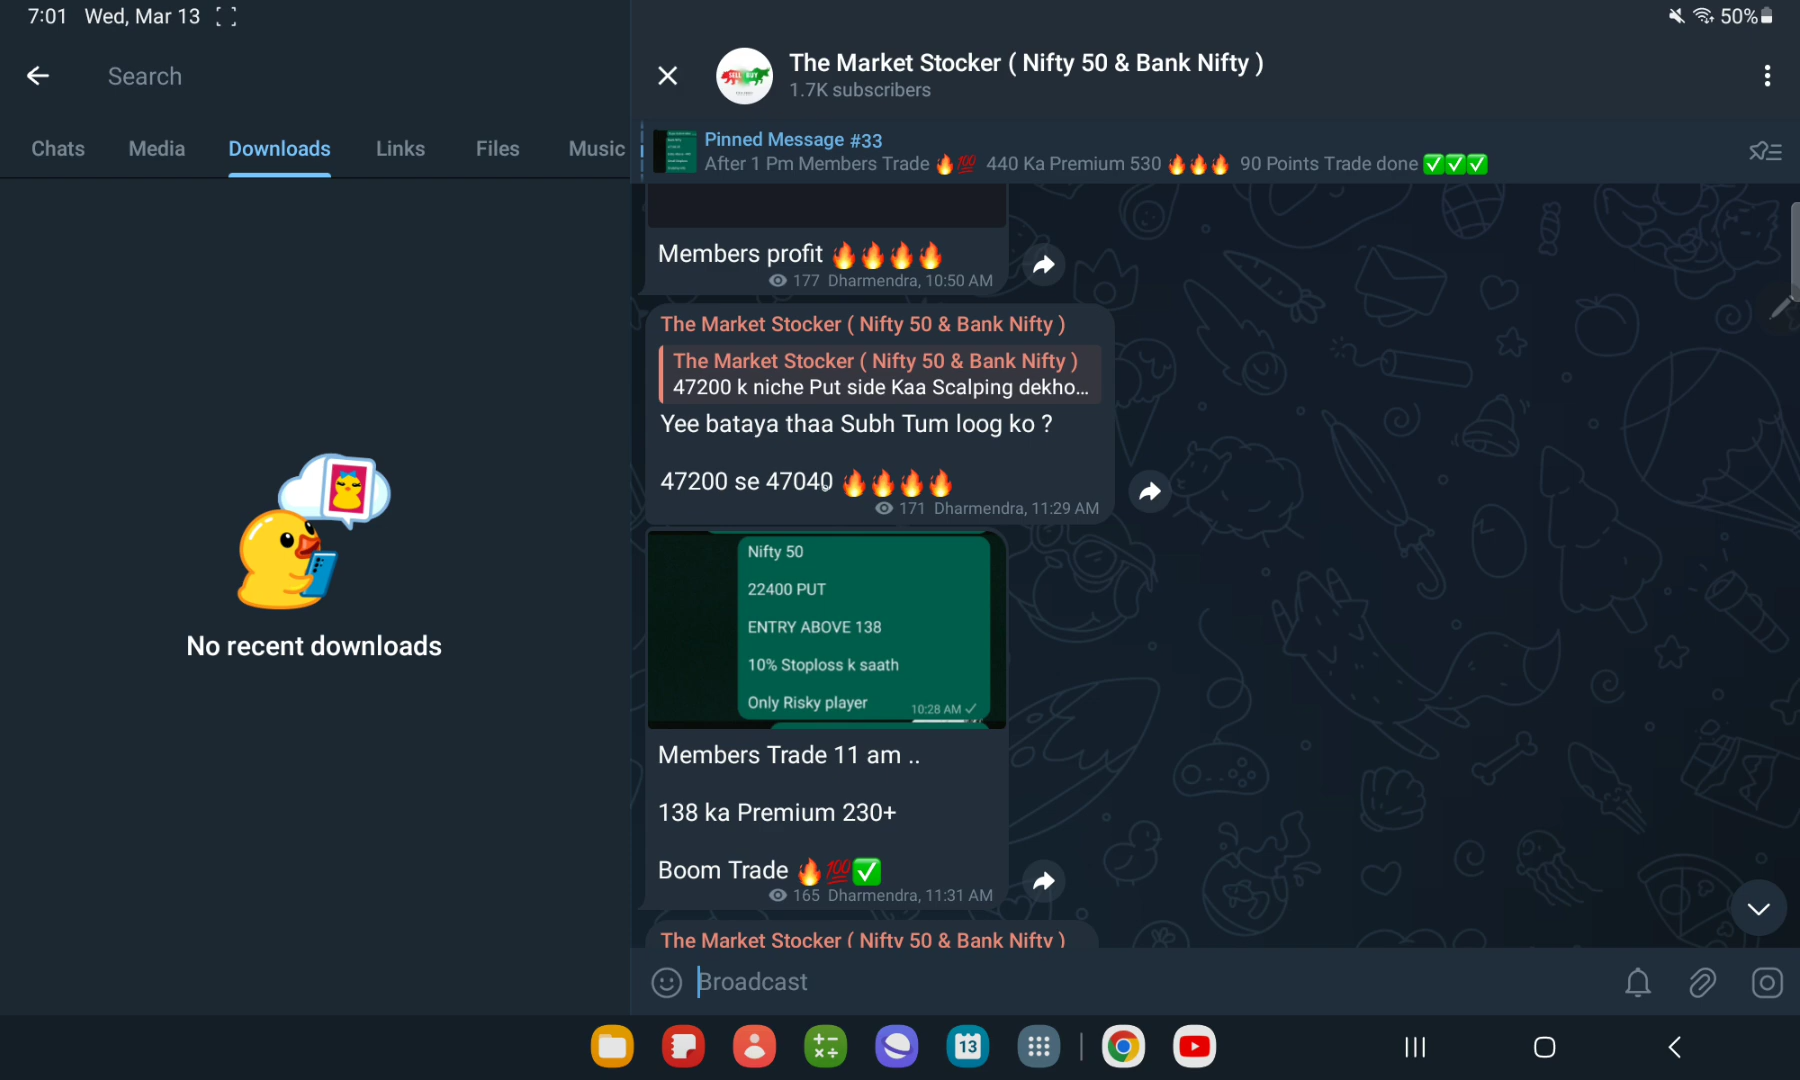 7:01 Wed, Mar 13
50%
Search
Chats Media Downloads Links Files Music
No recent downloads
SELL BUY
The Market Stocker ( Nifty 50 & Bank Nifty )
1.7K subscribers
Pinned Message #33
After 1 Pm Members Trade 🔥💯 440 Ka Premium 530 🔥🔥🔥 90 Points Trade done ✅✅✅
Members profit 🔥🔥🔥🔥
177 Dharmendra, 10:50 AM
The Market Stocker ( Nifty 50 & Bank Nifty )
The Market Stocker ( Nifty 50 & Bank Nifty )
47200 k niche Put side Kaa Scalping dekho...
Yee bataya thaa Subh Tum loog ko ?
47200 se 47040 🔥🔥🔥🔥
171 Dharmendra, 11:29 AM
Nifty 50
22400 PUT
ENTRY ABOVE 138
10% Stoploss k saath
Only Risky player
10:28 AM ✓
Members Trade 11 am ..
138 ka Premium 230+
Boom Trade 🔥💯✅
165 Dharmendra, 11:31 AM
The Market Stocker ( Nifty 50 & Bank Nifty )
Broadcast
13